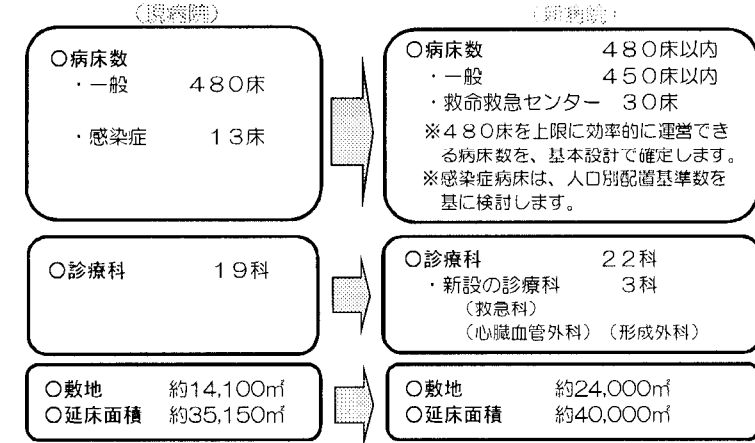 (現病院)
○病床数
・一般 480床
・感染症 13床
(新病院)
○病床数 480床以内
・一般 450床以内
・救命救急センター 30床
※480床を上限に効率的に運営でき
る病床数を、基本設計で確定します。
※感染症病床は、人口別配置基準数を
基に検討します。
○診療科 19科
○診療科 22科
・新設の診療科 3科
(救急科)
(心臓血管外科) (形成外科)
○敷地 約14,100㎡
○延床面積 約35,150㎡
○敷地 約24,000㎡
○延床面積 約40,000㎡